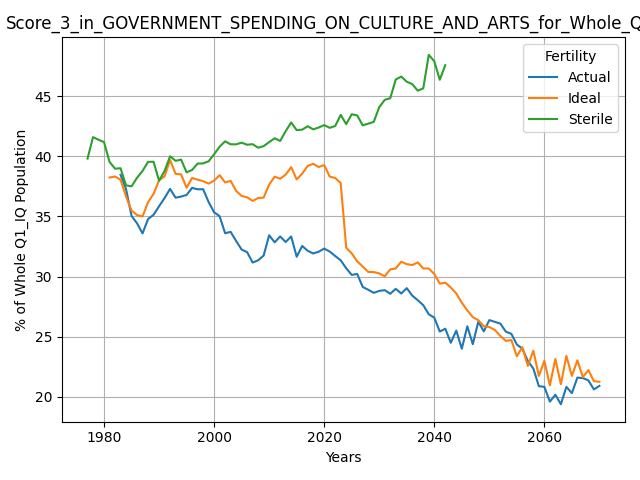 Score_3_in_GOVERNMENT_SPENDING_ON_CULTURE_AND_ARTS_for_Whole_Q
Fertility
Actual
Ideal
Sterile
% of Whole Q1_IQ Population
45
40
35
30
25
20
1980
2000
2020
2040
2060
Years